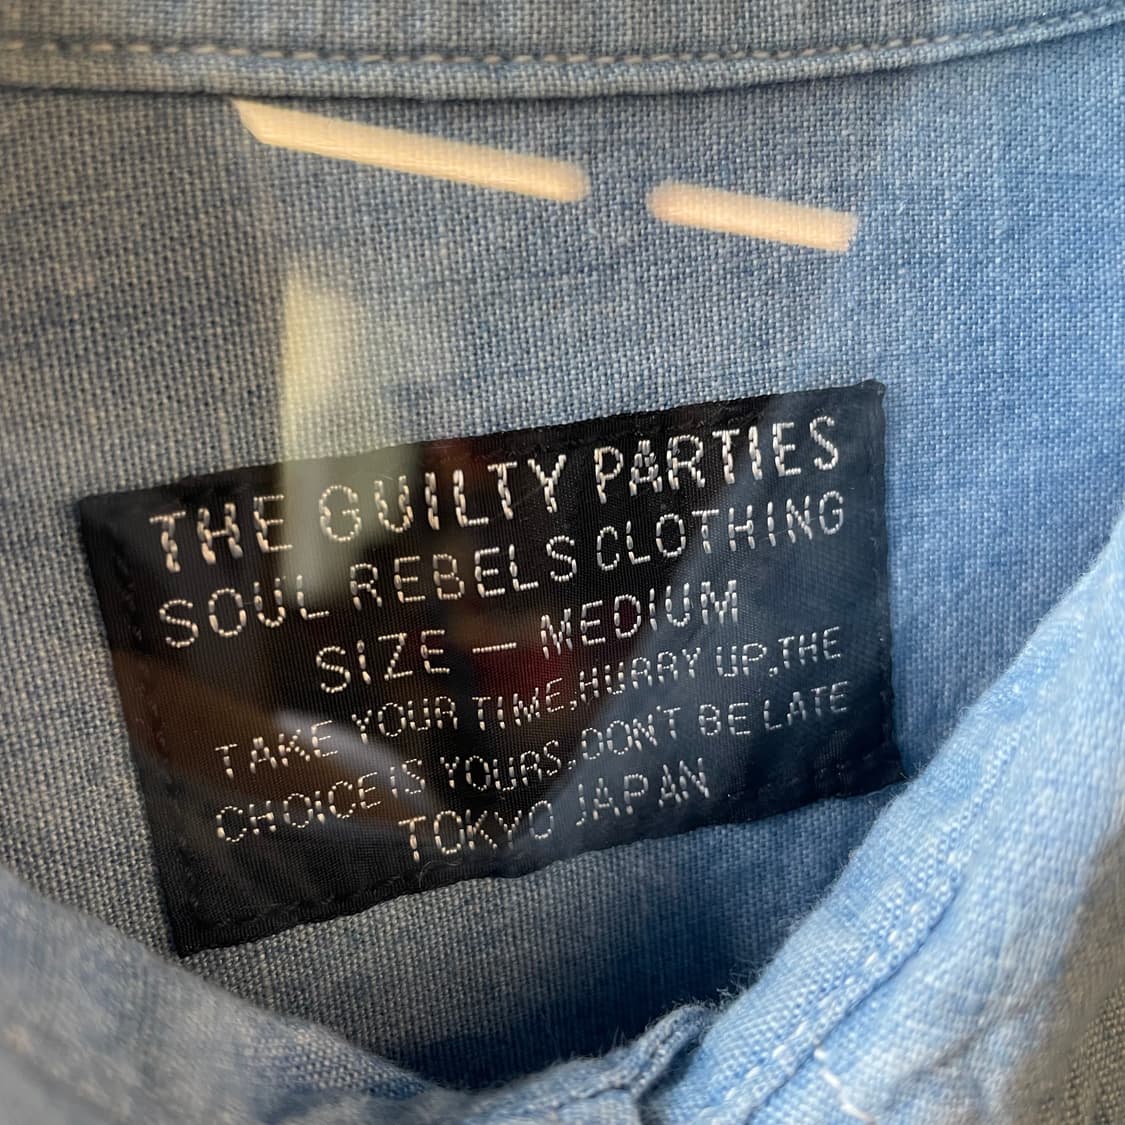 THE GUILTY PARTIES
SOUL REBELS CLOTHING
SIZE — MEDIUM
TAKE YOUR TIME,HURRY UP,THE
CHOICE IS YOURS,DON'T BE LATE
TOKYO JAPAN